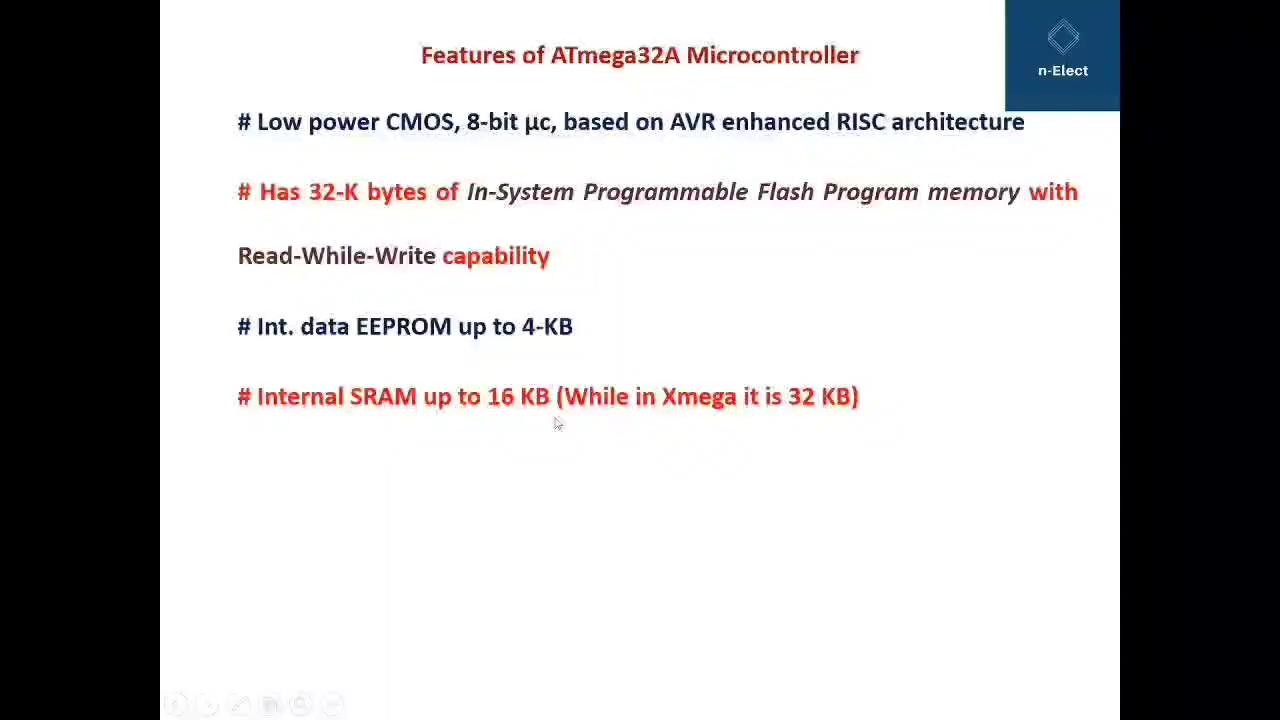 Features of ATmega32A Microcontroller
n-Elect
# Low power CMOS, 8-bit µc, based on AVR enhanced RISC architecture
# Has 32-K bytes of In-System Programmable Flash Program memory with
Read-While-Write capability
# Int. data EEPROM up to 4-KB
# Internal SRAM up to 16 KB (While in Xmega it is 32 KB)